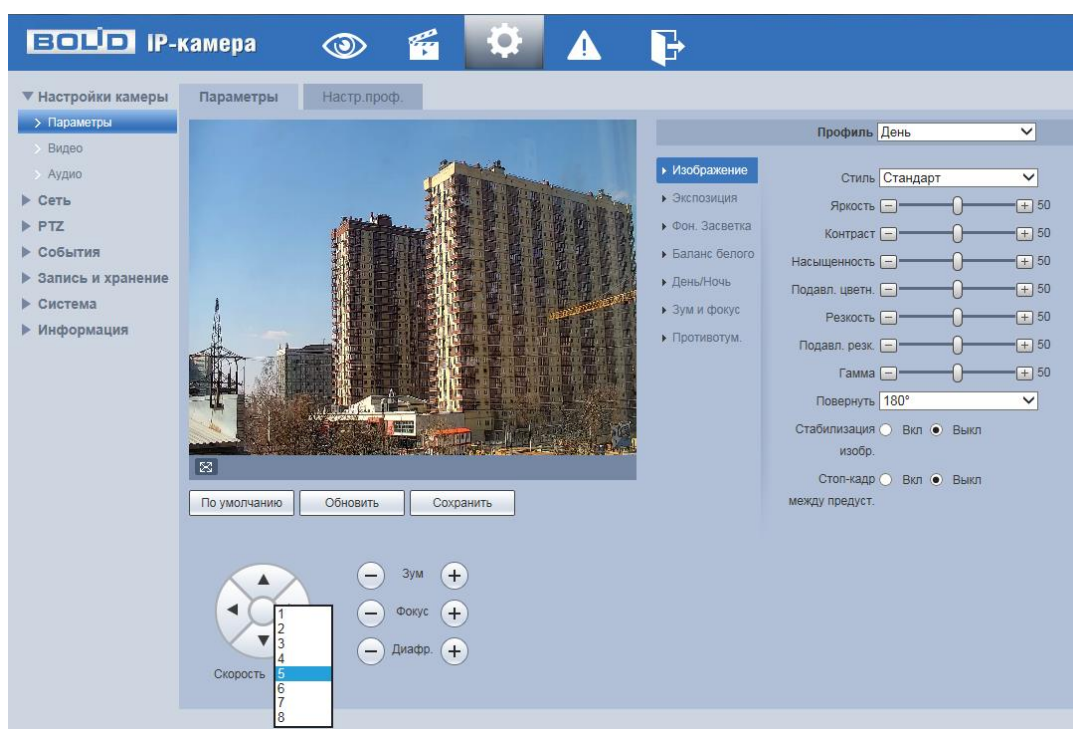 BOLID IP-камера
Настройки камеры
Параметры
Видео
Аудио
Сеть
PTZ
События
Запись и хранение
Система
Информация
Параметры
Настр.проф.
По умолчанию
Обновить
Сохранить
Скорость
1
2
3
4
5
6
7
8
Зум
Фокус
Диафр.
Изображение
Экспозиция
Фон. Засветка
Баланс белого
День/Ночь
Зум и фокус
Противотум.
Профиль День
Стиль Стандарт
Яркость 50
Контраст 50
Насыщенность 50
Подавл. цветн. 50
Резкость 50
Подавл. резк. 50
Гамма 50
Повернуть 180°
Стабилизация Вкл Выкл
изобр.
Стоп-кадр Вкл Выкл
между предуст.